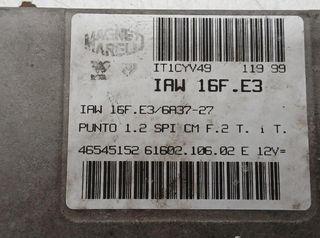 MAGNETI
MARELLI
IT1CYV49 119 99
IAW 16F.E3
IAW 16F.E3/6A37-27
PUNTO 1.2 SPI CM F.2 T. i T.
46545152 61602.106.02 E 12V=